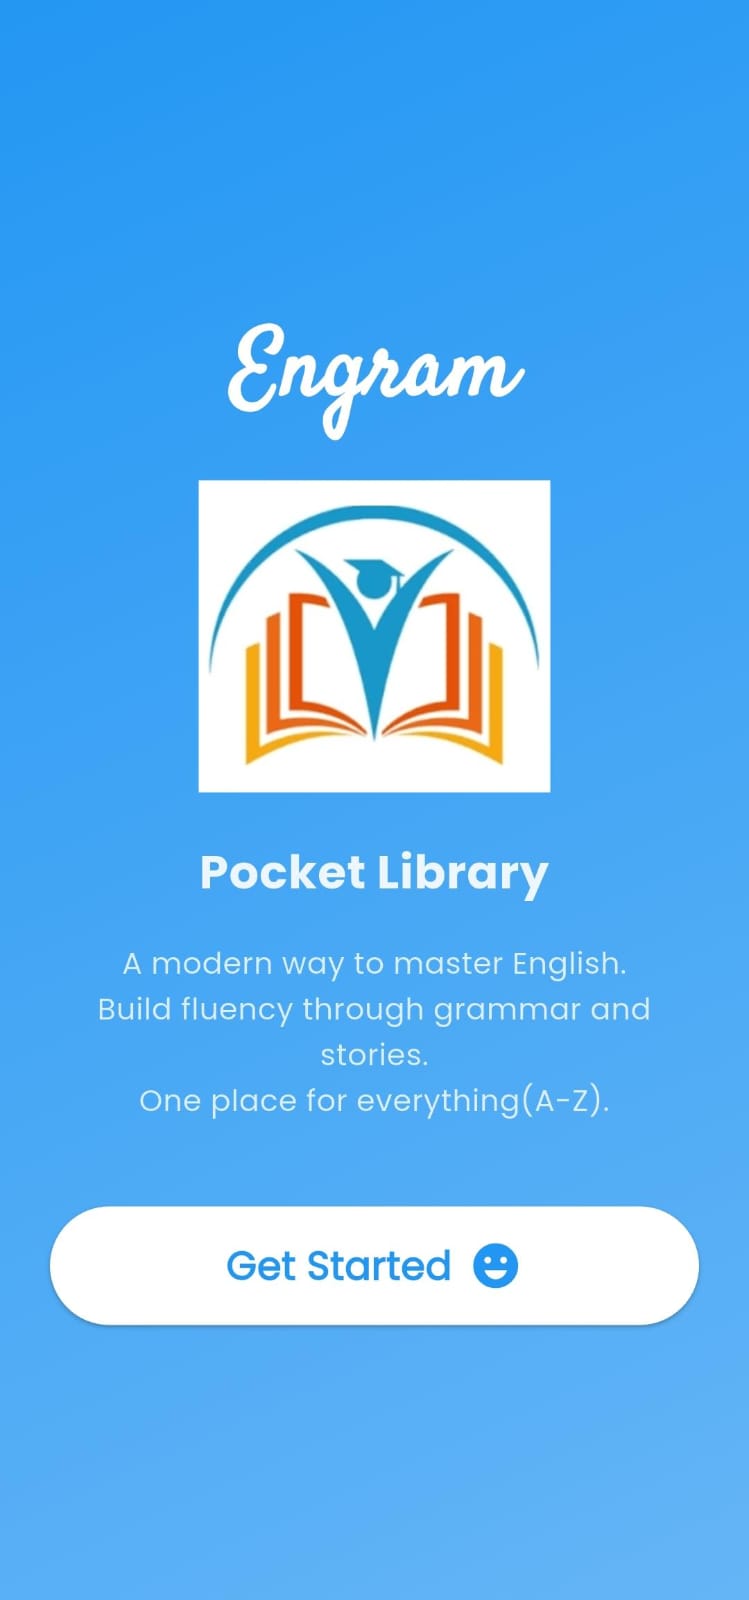 Engram
Pocket Library
A modern way to master English.
Build fluency through grammar and
stories.
One place for everything(A-Z).
Get Started